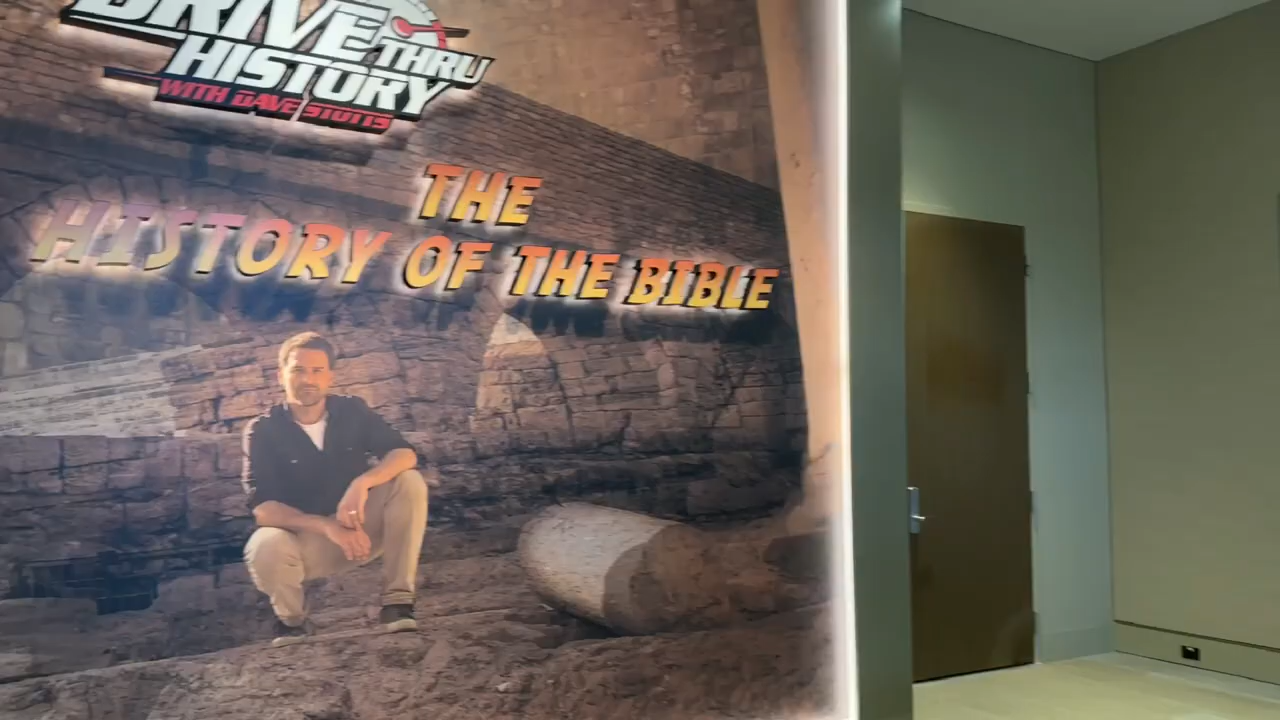 DRIVE
THRU
HISTORY
WITH DAVE STOTTS
THE
HISTORY OF THE BIBLE